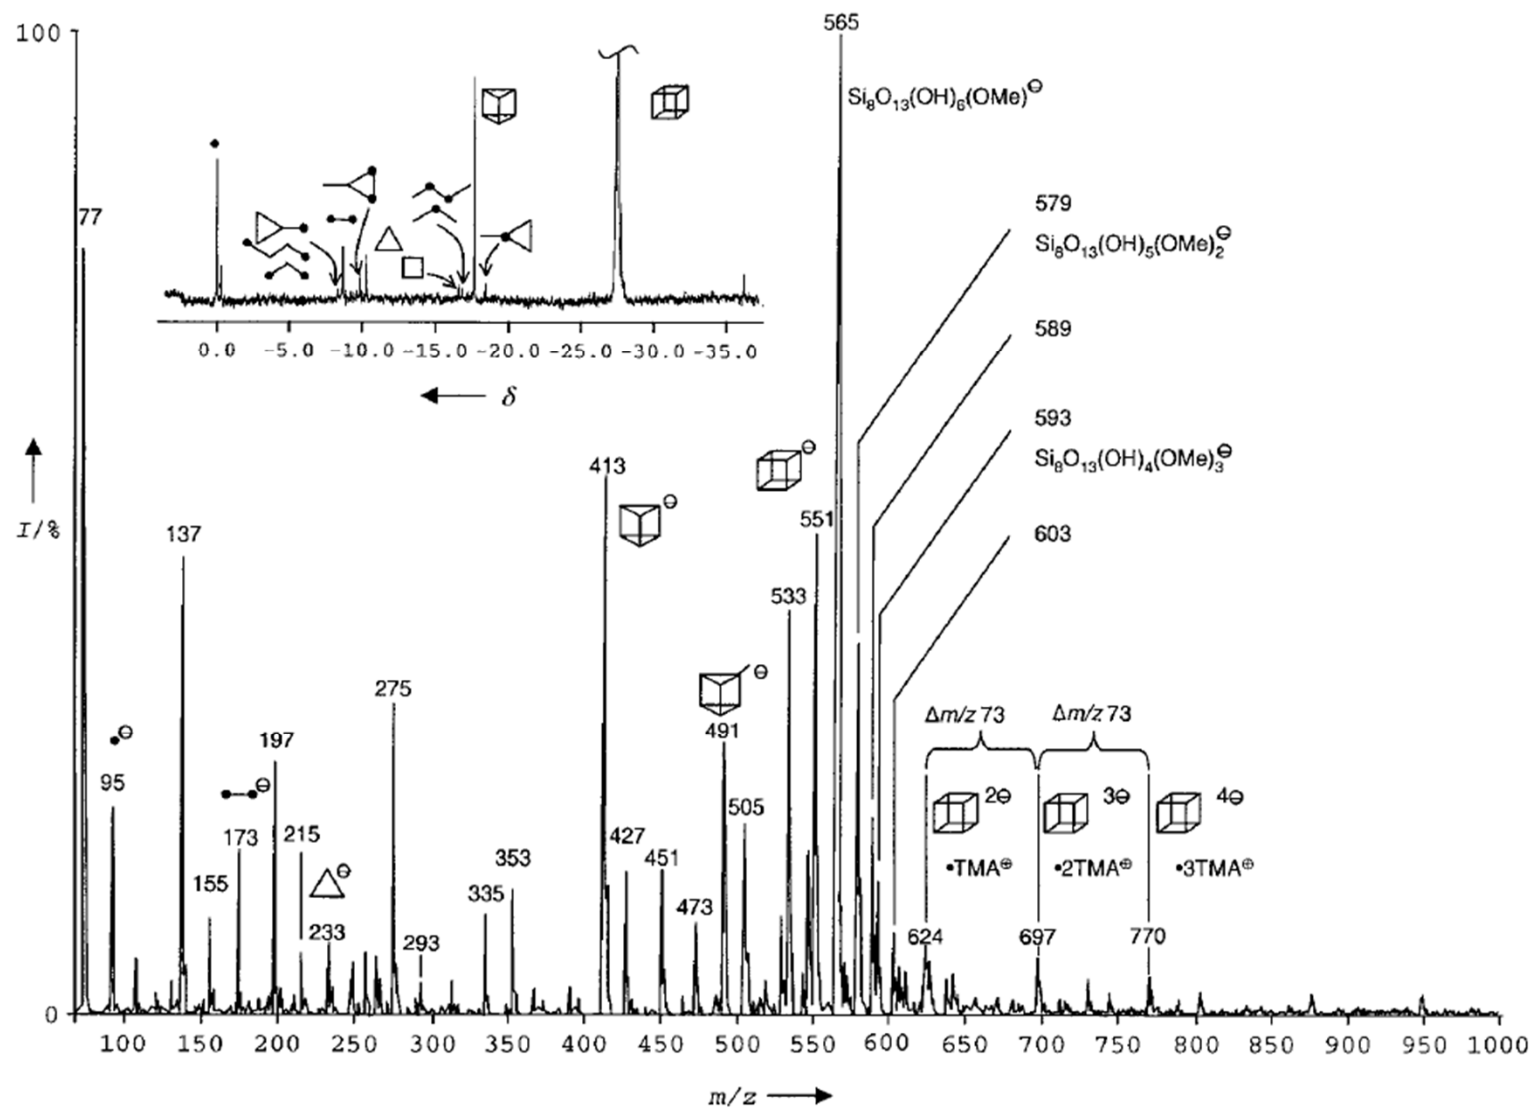 100
I/%
0
77
95
137
155
173
197
215
233
275
293
335
353
413
427
451
473
491
505
533
551
565
Si₈O₁₃(OH)₆(OMe)⊖
579
Si₈O₁₃(OH)₅(OMe)₂⊖
589
593
Si₈O₁₃(OH)₄(OMe)₃⊖
603
Δm/z 73 Δm/z 73
2⊖ 3⊖ 4⊖
•TMA⊕ •2TMA⊕ •3TMA⊕
624 697 770
0.0 -5.0 -10.0 -15.0 -20.0 -25.0 -30.0 -35.0
δ
100 150 200 250 300 350 400 450 500 550 600 650 700 750 800 850 900 950 1000
m/z